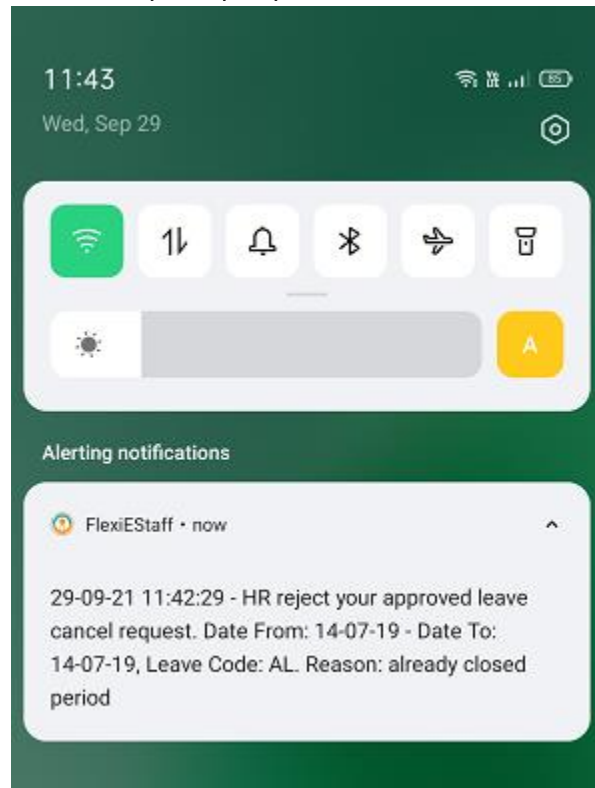 11:43
85
Wed, Sep 29
A
Alerting notifications
FlexiEStaff • now
29-09-21 11:42:29 - HR reject your approved leave
cancel request. Date From: 14-07-19 - Date To:
14-07-19, Leave Code: AL. Reason: already closed
period